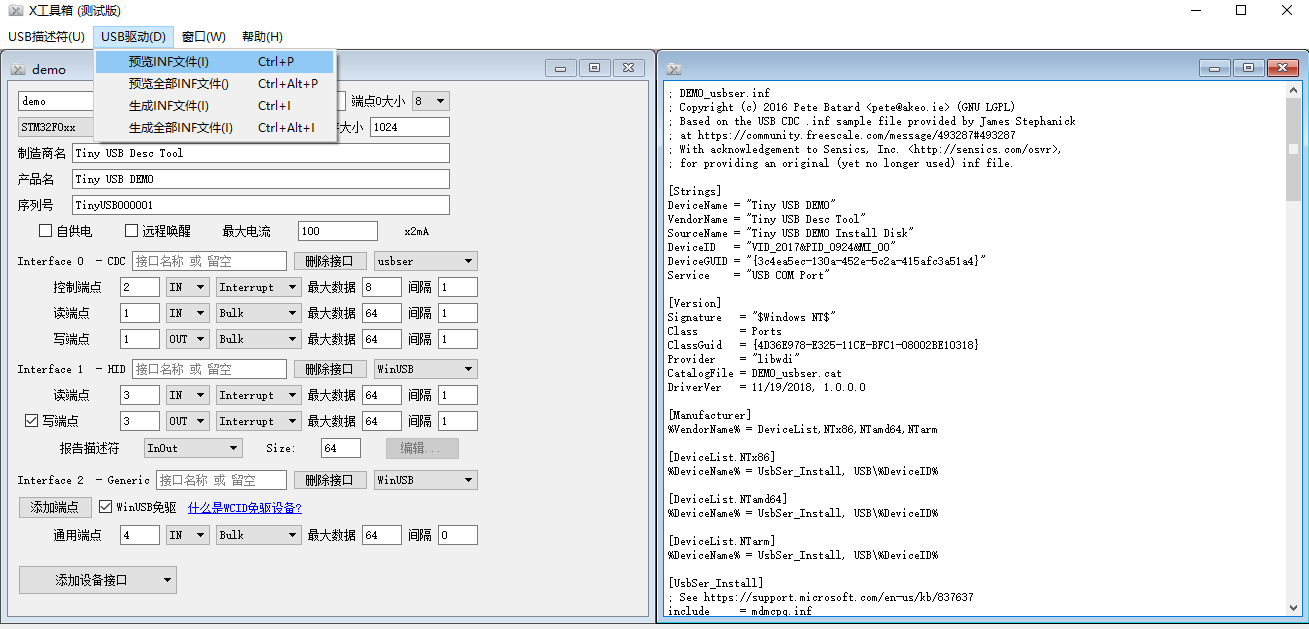 X工具箱 (测试版)
USB描述符(U) USB驱动(D) 窗口(W) 帮助(H)
预览INF文件(I) Ctrl+P
预览全部INF文件() Ctrl+Alt+P
生成INF文件(I) Ctrl+I
生成全部INF文件(I) Ctrl+Alt+I
demo
demo 端点0大小 8
STM32F0xx 大小 1024
制造商名 Tiny USB Desc Tool
产品名 Tiny USB DEMO
序列号 TinyUSB000001
自供电 远程唤醒 最大电流 100 x2mA
Interface 0 - CDC 接口名称 或 留空 删除接口 usbser
控制端点 2 IN Interrupt 最大数据 8 间隔 1
读端点 1 IN Bulk 最大数据 64 间隔 1
写端点 1 OUT Bulk 最大数据 64 间隔 1
Interface 1 - HID 接口名称 或 留空 删除接口 WinUSB
读端点 3 IN Interrupt 最大数据 64 间隔 1
写端点 3 OUT Interrupt 最大数据 64 间隔 1
报告描述符 InOut Size: 64 编辑...
Interface 2 - Generic 接口名称 或 留空 删除接口 WinUSB
添加端点 WinUSB免驱 什么是WCID免驱设备?
通用端点 4 IN Bulk 最大数据 64 间隔 0
添加设备接口
; DEMO_usbser.inf
; Copyright (c) 2016 Pete Batard <pete@akeo.ie> (GNU LGPL)
; Based on the USB CDC .inf sample file provided by James Stephanick
; at https://community.freescale.com/message/493287#493287
; With acknowledgement to Sensics, Inc. <http://sensics.com/osvr>,
; for providing an original (yet no longer used) inf file.
[Strings]
DeviceName = "Tiny USB DEMO"
VendorName = "Tiny USB Desc Tool"
SourceName = "Tiny USB DEMO Install Disk"
DeviceID = "VID_2017&PID_0924&MI_00"
DeviceGUID = "{3c4ea5ec-130a-452e-5c2a-415afc3a51a4}"
Service = "USB COM Port"
[Version]
Signature = "$Windows NT$"
Class = Ports
ClassGuid = {4D36E978-E325-11CE-BFC1-08002BE10318}
Provider = "libwdi"
CatalogFile = DEMO_usbser.cat
DriverVer = 11/19/2018, 1.0.0.0
[Manufacturer]
%VendorName% = DeviceList,NTx86,NTamd64,NTarm
[DeviceList.NTx86]
%DeviceName% = UsbSer_Install, USB\%DeviceID%
[DeviceList.NTamd64]
%DeviceName% = UsbSer_Install, USB\%DeviceID%
[DeviceList.NTarm]
%DeviceName% = UsbSer_Install, USB\%DeviceID%
[UsbSer_Install]
; See https://support.microsoft.com/en-us/kb/837637
include = mdmcpq.inf